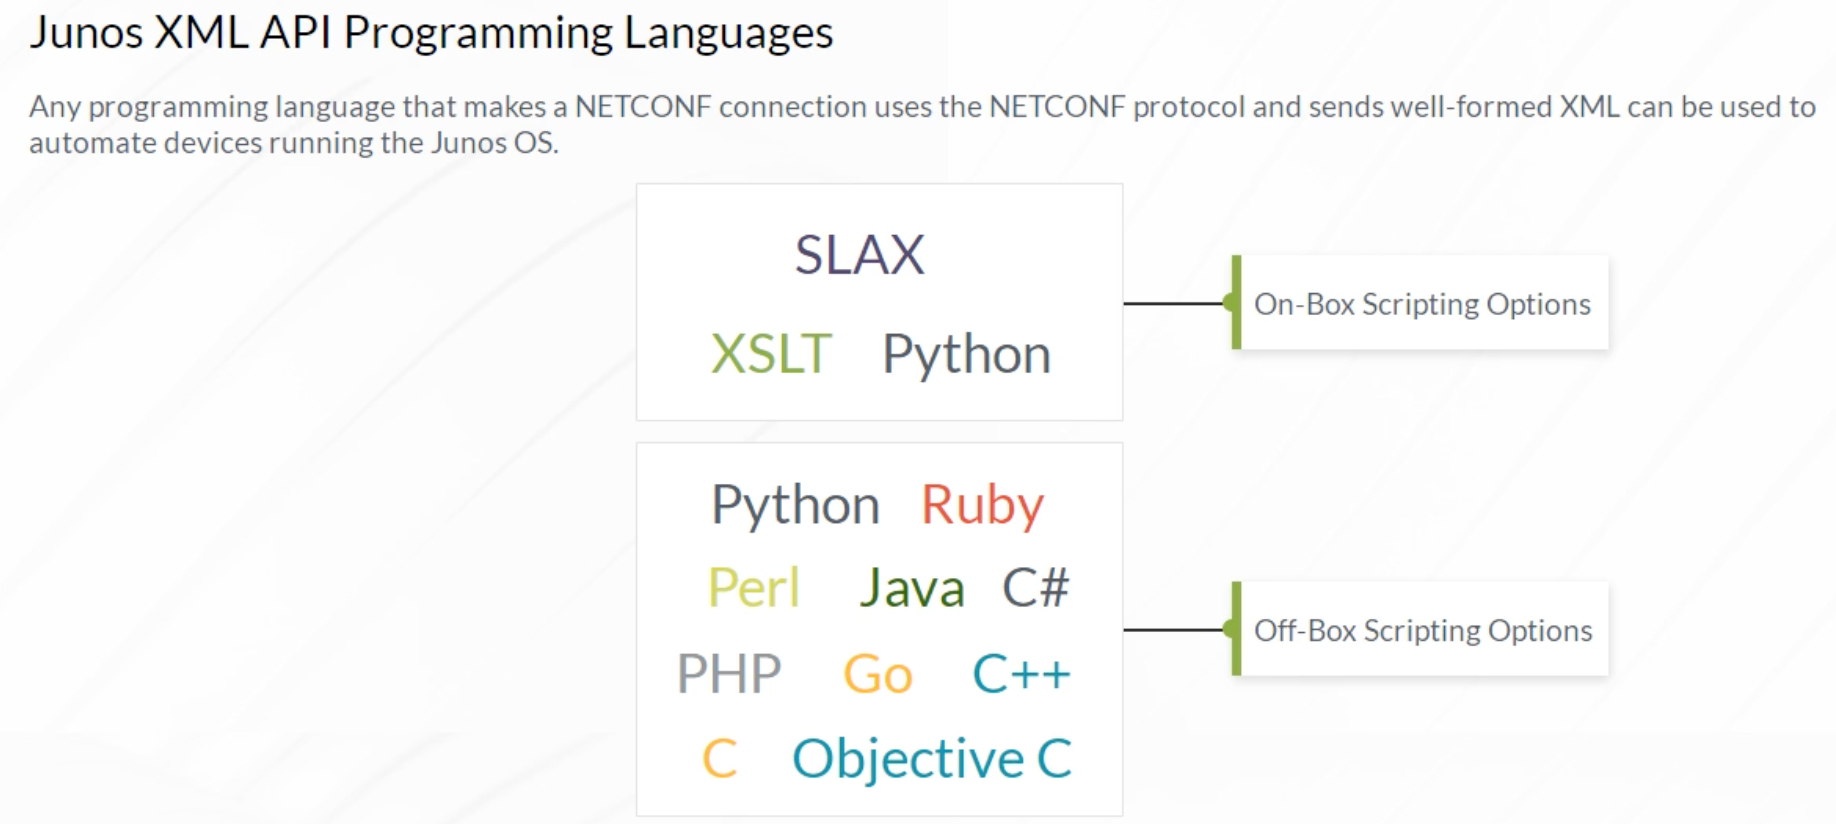 Junos XML API Programming Languages
Any programming language that makes a NETCONF connection uses the NETCONF protocol and sends well-formed XML can be used to
automate devices running the Junos OS.
SLAX
XSLT Python
On-Box Scripting Options
Python Ruby
Perl Java C#
PHP Go C++
C Objective C
Off-Box Scripting Options